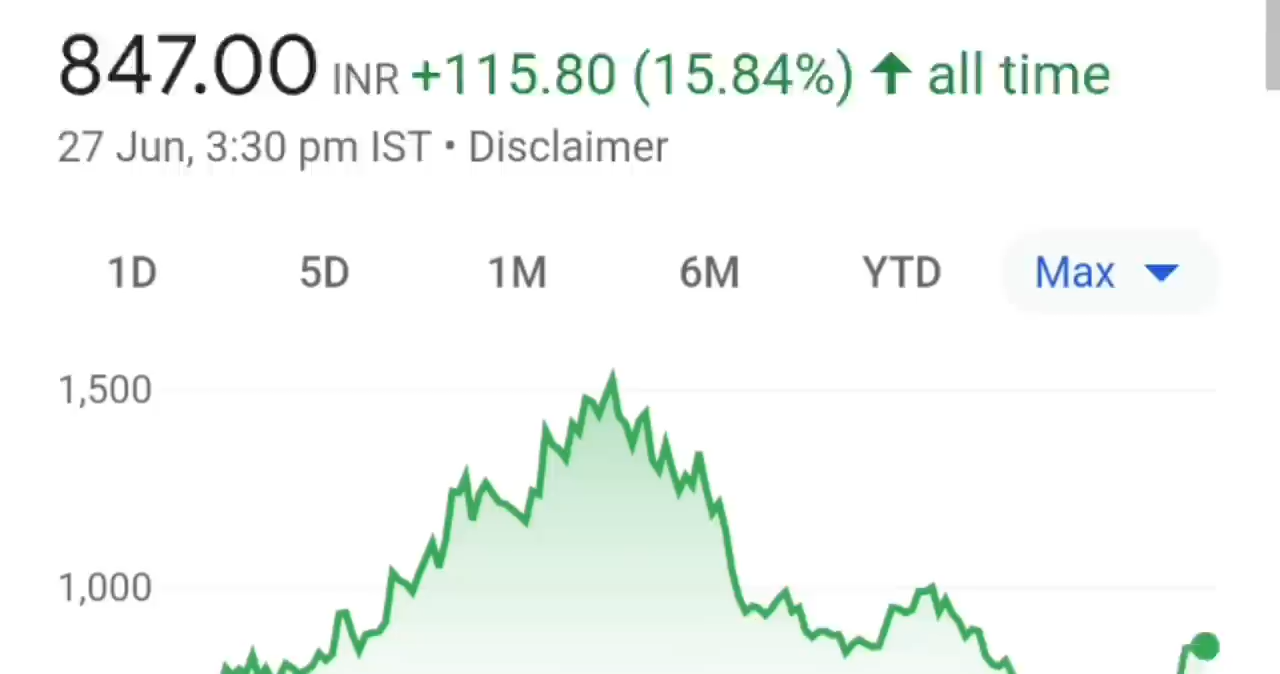 847.00 INR +115.80 (15.84%) ↑ all time
27 Jun, 3:30 pm IST • Disclaimer
1D 5D 1M 6M YTD Max
1,500
1,000